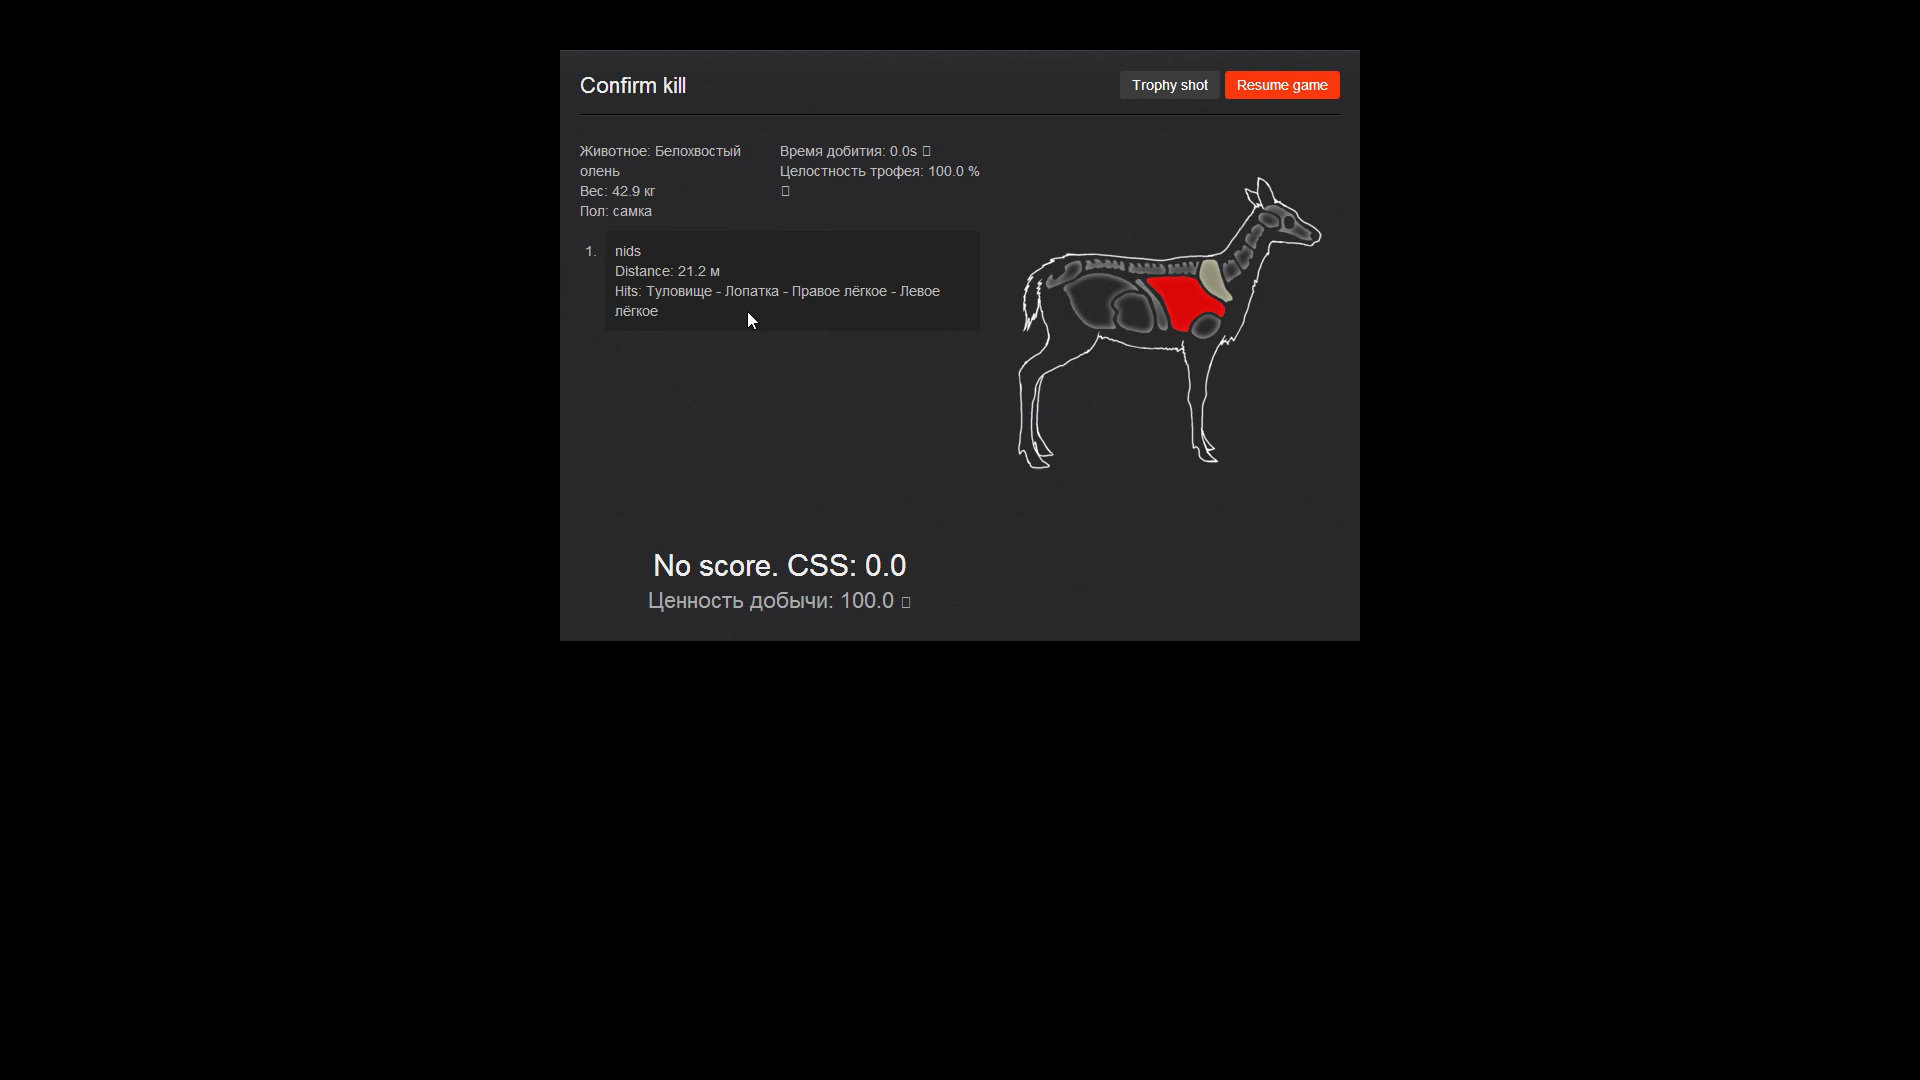 Confirm kill
Trophy shot
Resume game
Животное: Белохвостый
олень
Вес: 42.9 кг
Пол: самка
Время добития: 0.0s
Целостность трофея: 100.0 %
1.
nids
Distance: 21.2 м
Hits: Туловище - Лопатка - Правое лёгкое - Левое
лёгкое
No score. CSS: 0.0
Ценность добычи: 100.0